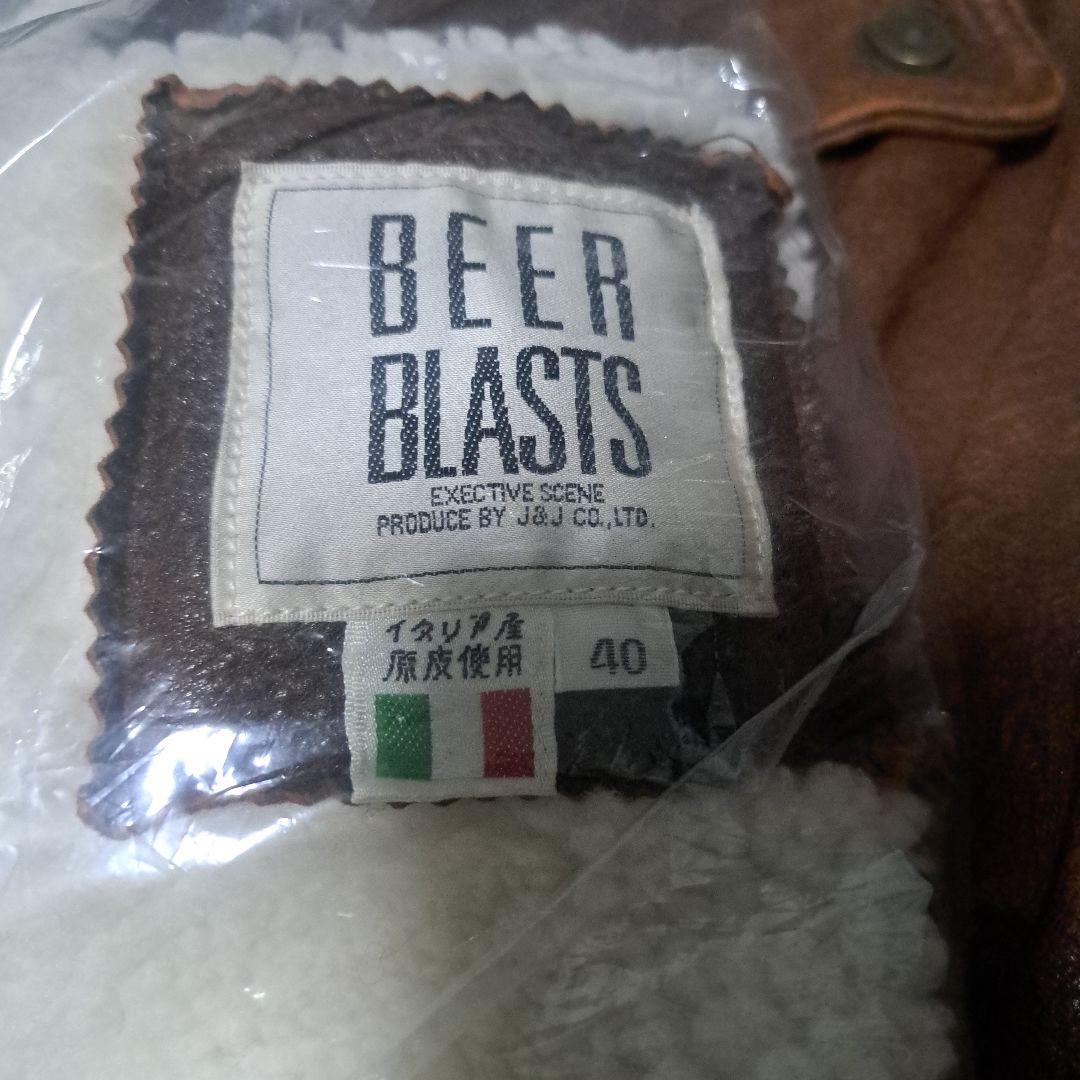 BEER
BLASTS
EXECTIVE SCENE
PRODUCE BY J&J CO.,LTD.
イタリア産
原皮使用
40